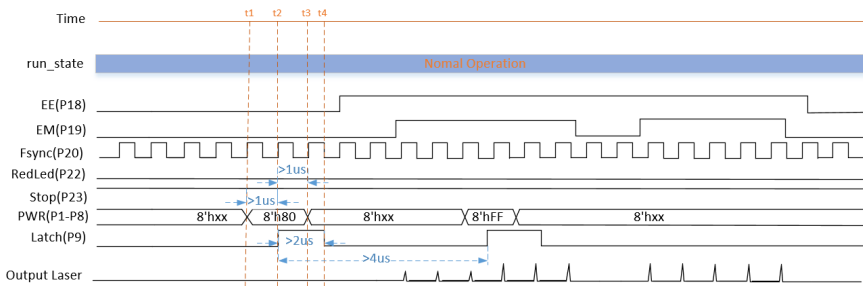 t1 t2 t3 t4
Time
run_state Nomal Operation
EE(P18)
EM(P19)
Fsync(P20)
RedLed(P22) >1us
Stop(P23) >1us
PWR(P1-P8) 8'hxx 8'h80 8'hxx 8'hFF 8'hxx
Latch(P9) >2us
>4us
Output Laser